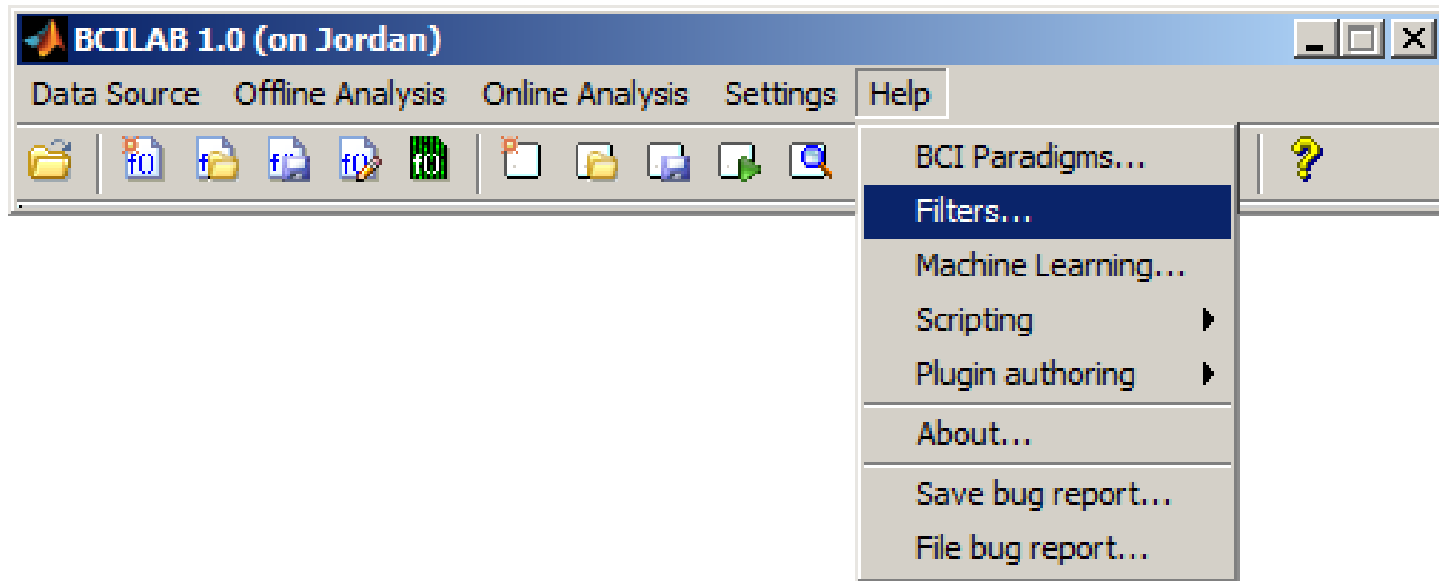 BCILAB 1.0 (on Jordan)
Data Source Offline Analysis Online Analysis Settings Help
f() f() f() f() f()
BCI Paradigms...
Filters...
Machine Learning...
Scripting
Plugin authoring
About...
Save bug report...
File bug report...